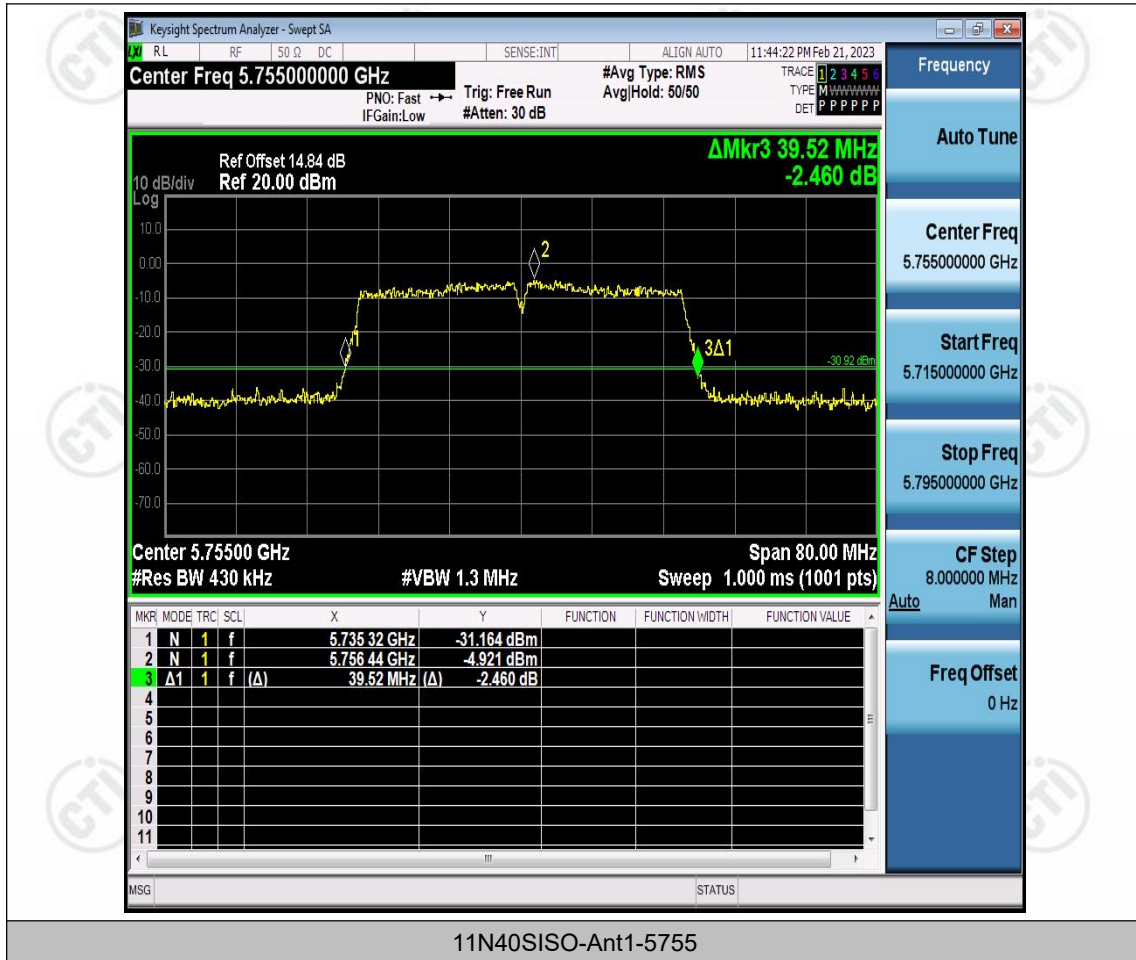 Keysight Spectrum Analyzer - Swept SA
LXI RL RF 50 Ω DC SENSE:INT ALIGN AUTO 11:44:22 PM Feb 21, 2023
Center Freq 5.755000000 GHz
PNO: Fast
IFGain:Low
Trig: Free Run
#Atten: 30 dB
#Avg Type: RMS
Avg|Hold: 50/50
TRACE 1 2 3 4 5 6
TYPE M WWWWW
DET P P P P P P
Ref Offset 14.84 dB
10 dB/div Ref 20.00 dBm
Log
ΔMkr3 39.52 MHz
-2.460 dB
10.0
0.00
-10.0
-20.0
-30.0
-40.0
-50.0
-60.0
-70.0
1
2
3Δ1
-30.92 dBm
Center 5.75500 GHz Span 80.00 MHz
#Res BW 430 kHz #VBW 1.3 MHz Sweep 1.000 ms (1001 pts)
MKR MODE TRC SCL X Y FUNCTION FUNCTION WIDTH FUNCTION VALUE
1 N 1 f 5.735 32 GHz -31.164 dBm
2 N 1 f 5.756 44 GHz -4.921 dBm
3 Δ1 1 f (Δ) 39.52 MHz (Δ) -2.460 dB
4
5
6
7
8
9
10
11
MSG STATUS
Frequency
Auto Tune
Center Freq
5.755000000 GHz
Start Freq
5.715000000 GHz
Stop Freq
5.795000000 GHz
CF Step
8.000000 MHz
Auto Man
Freq Offset
0 Hz
CTI
CTI
CTI
CTI
CTI
CTI
11N40SISO-Ant1-5755